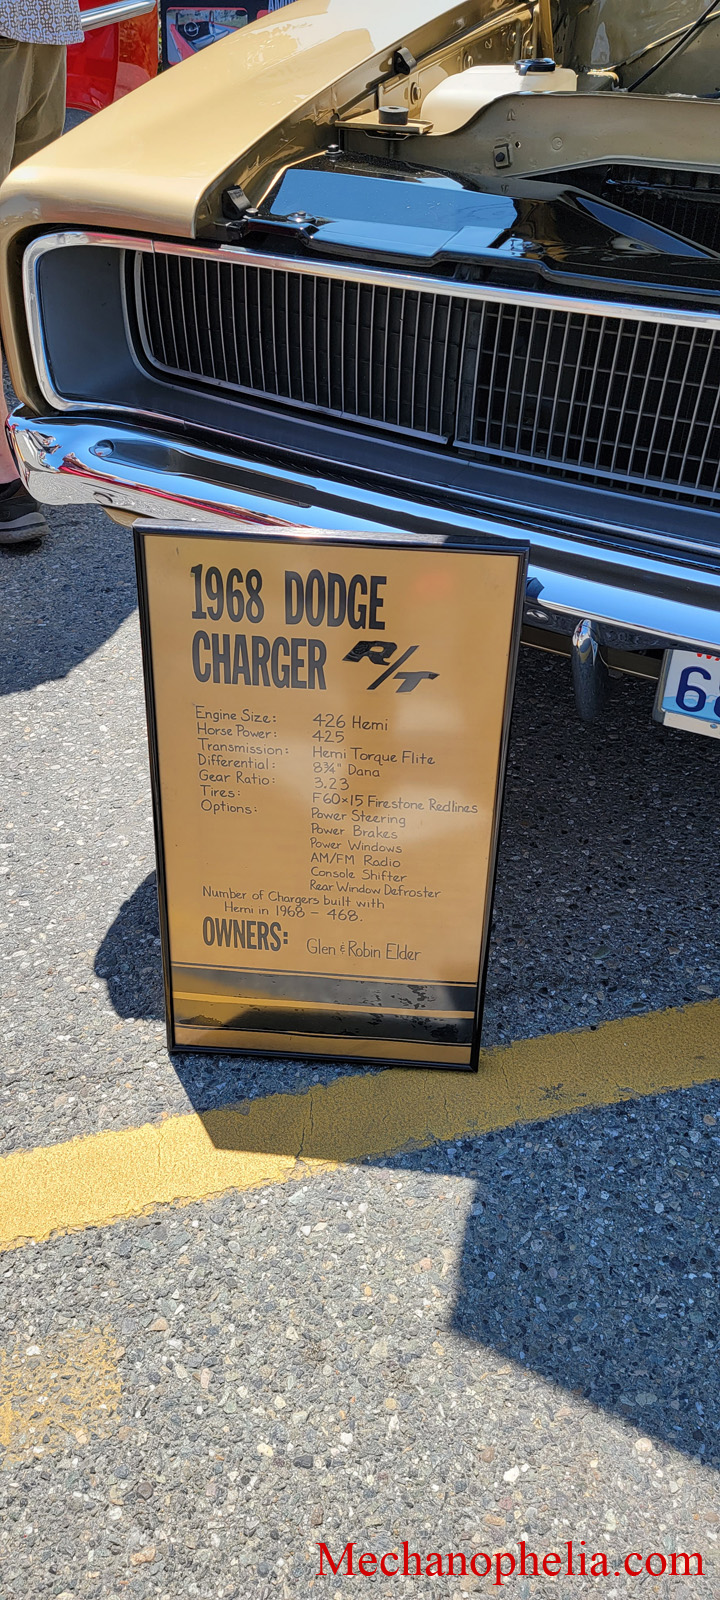 1968 DODGE
CHARGER R/T
Engine Size: 426 Hemi
Horse Power: 425
Transmission: Hemi Torque Flite
Differential: 8¾" Dana
Gear Ratio: 3.23
Tires: F60×15 Firestone Redlines
Options: Power Steering
Power Brakes
Power Windows
AM/FM Radio
Console Shifter
Rear Window Defroster
Number of Chargers built with
Hemi in 1968 - 468.
OWNERS: Glen & Robin Elder
Mechanophelia.com